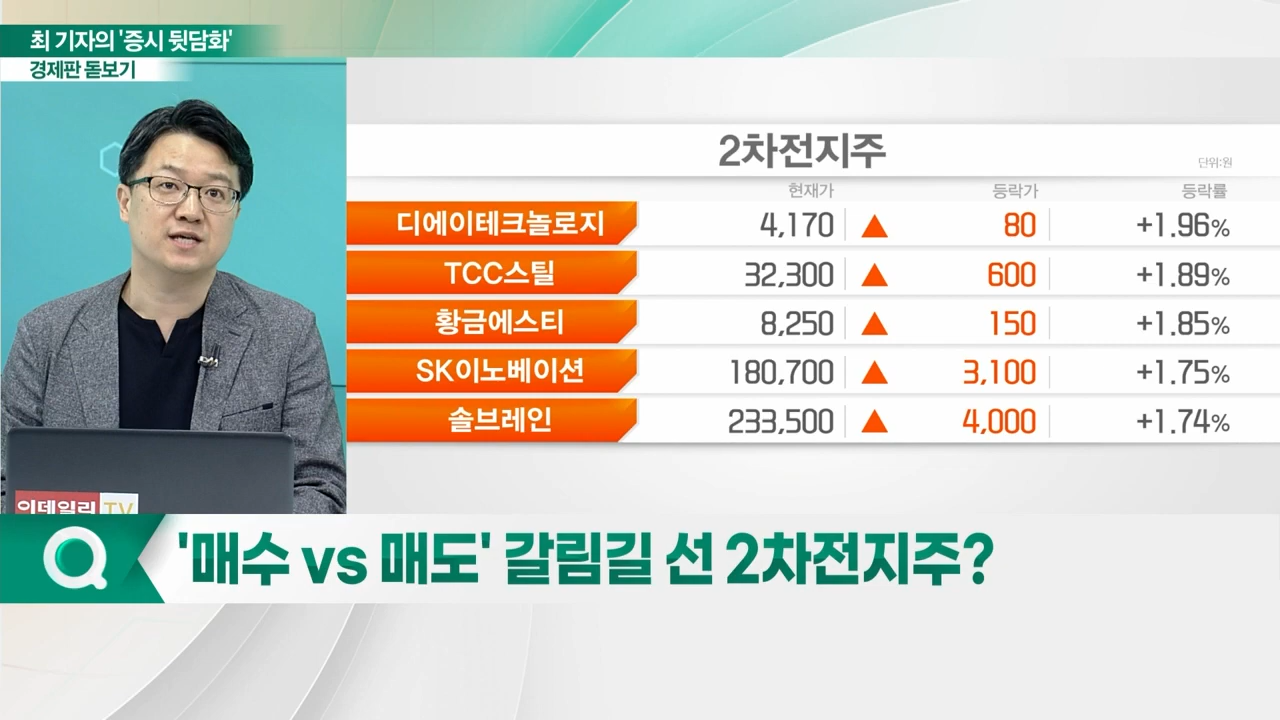 최 기자의 '증시 뒷담화'
경제판 돋보기
2차전지주
단위:원
현재가 등락가 등락률
디에이테크놀로지 4,170 ▲ 80 +1.96%
TCC스틸 32,300 ▲ 600 +1.89%
황금에스티 8,250 ▲ 150 +1.85%
SK이노베이션 180,700 ▲ 3,100 +1.75%
솔브레인 233,500 ▲ 4,000 +1.74%
이데일리 TV
'매수 vs 매도' 갈림길 선 2차전지주?